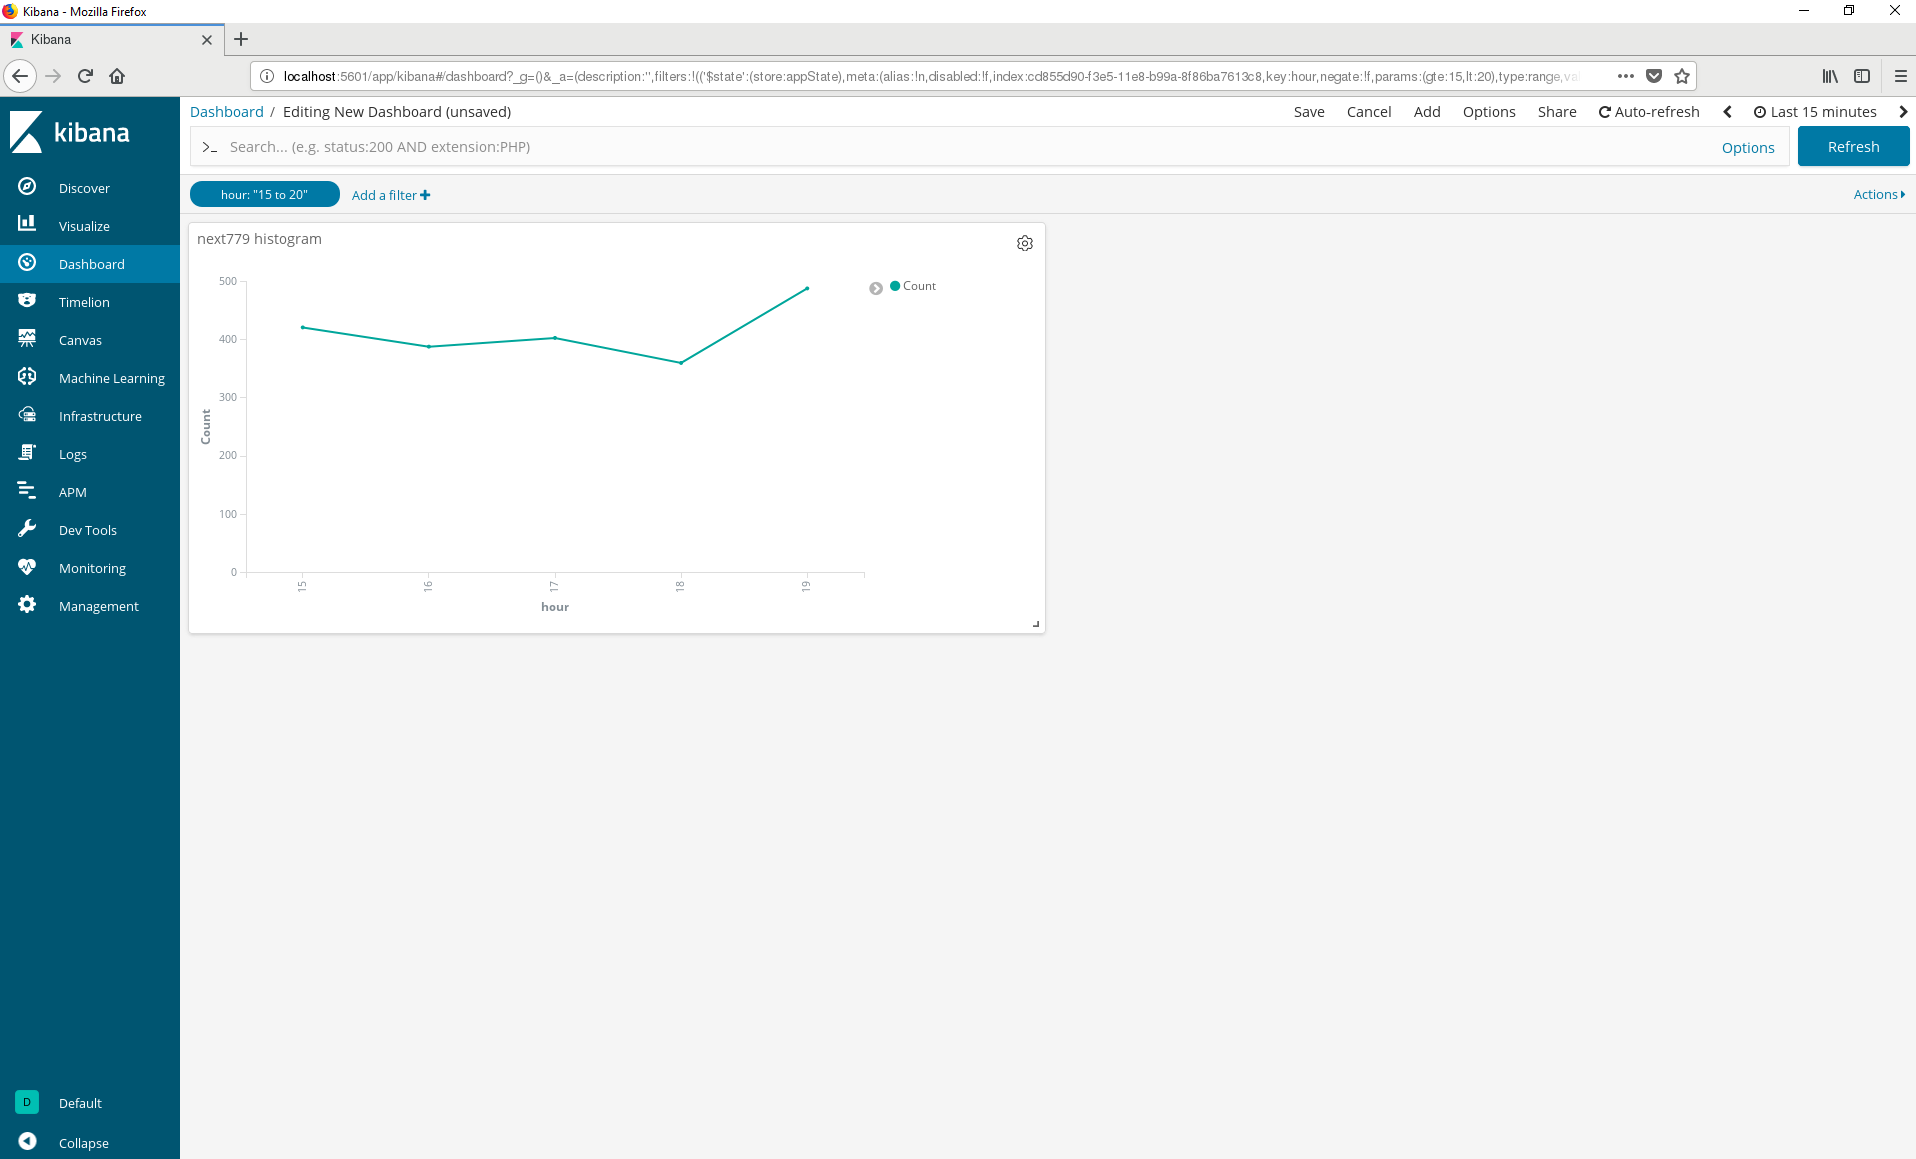 Kibana - Mozilla Firefox
Kibana
localhost:5601/app/kibana#/dashboard?_g=()&_a=(description:'',filters:!(('$state':(store:appState),meta:(alias:!n,disabled:!f,index:cd855d90-f3e5-11e8-b99a-8f86ba7613c8,key:hour,negate:!f,params:(gte:15,lt:20),type:range,va
kibana
Dashboard / Editing New Dashboard (unsaved)
Save Cancel Add Options Share Auto-refresh Last 15 minutes
>_ Search... (e.g. status:200 AND extension:PHP) Options Refresh
hour: "15 to 20" Add a filter + Actions
Discover
Visualize
Dashboard
Timelion
Canvas
Machine Learning
Infrastructure
Logs
APM
Dev Tools
Monitoring
Management
D Default
Collapse
next779 histogram
Count
500
400
300
200
100
0
Count
15 16 17 18 19
hour